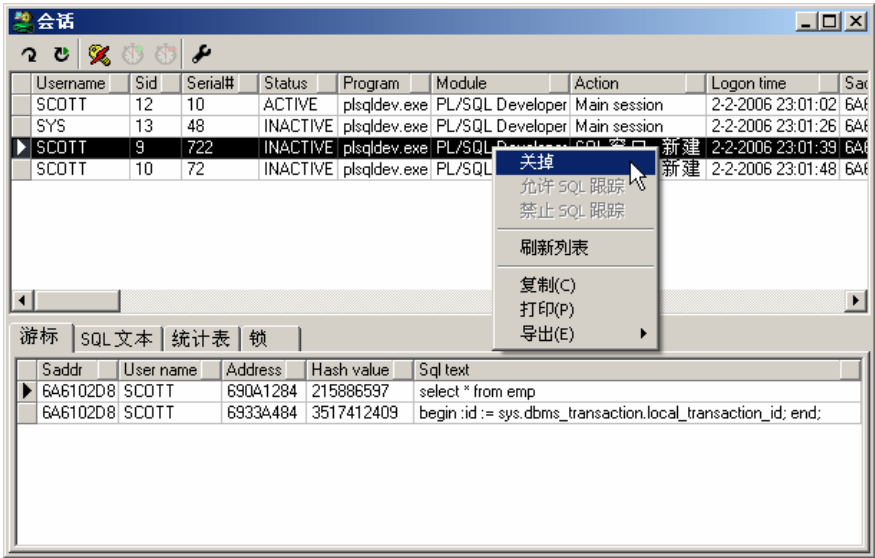 会话
Username Sid Serial# Status Program Module Action Logon time
SCOTT 12 10 ACTIVE plsqldev.exe PL/SQL Developer Main session 2-2-2006 23:01:02
SYS 13 48 INACTIVE plsqldev.exe PL/SQL Developer Main session 2-2-2006 23:01:26
SCOTT 9 722 INACTIVE plsqldev.exe PL/SQL 新建 2-2-2006 23:01:39
SCOTT 10 72 INACTIVE plsqldev.exe PL/SQL 新建 2-2-2006 23:01:48
关掉
允许 SQL 跟踪
禁止 SQL 跟踪
刷新列表
复制(C)
打印(P)
导出(E)
游标 SQL 文本 统计表 锁
Saddr User name Address Hash value Sql text
6A6102D8 SCOTT 690A1284 215886597 select * from emp
6A6102D8 SCOTT 6933A484 3517412409 begin :id := sys.dbms_transaction.local_transaction_id; end;